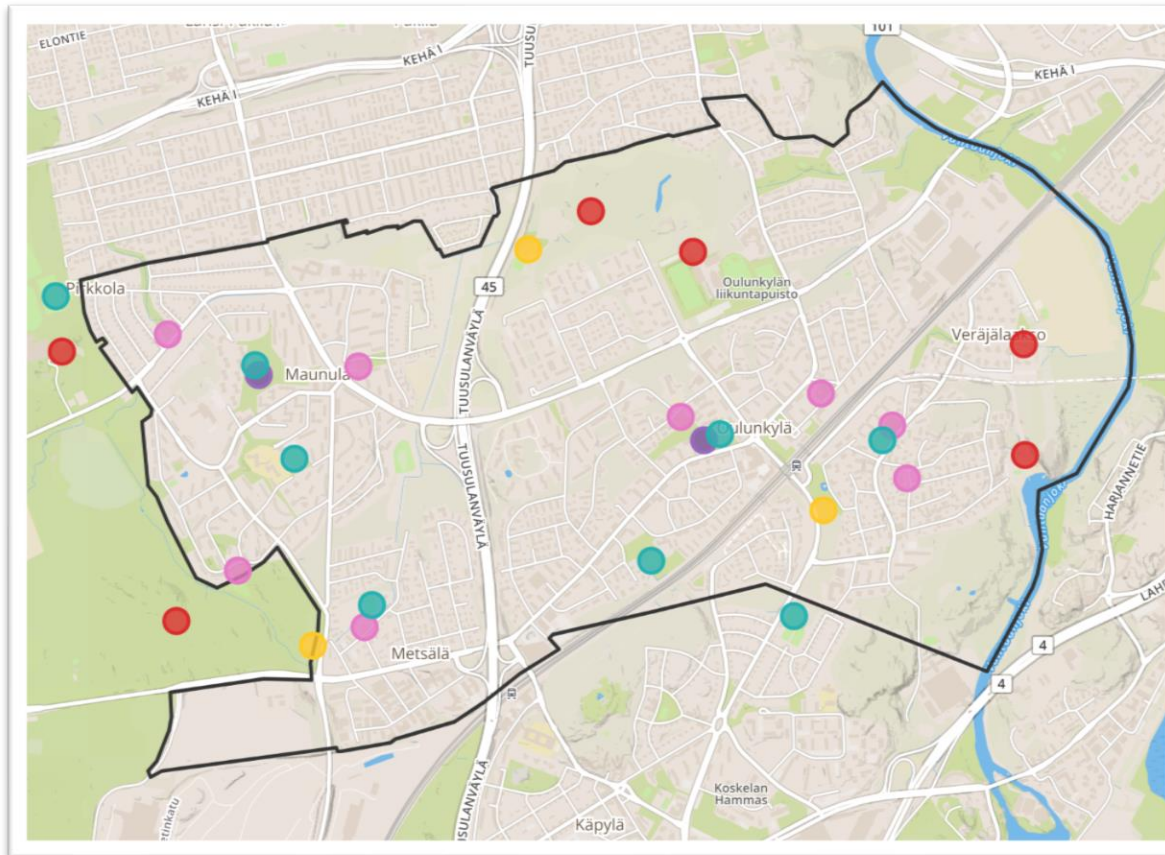 101
ELONTIE
KEHÄ I
KEHÄ I
KEHÄ I
Vantaanjoki
Pirkkola
45
Oulunkylän
liikuntapuisto
Veräjälaakso
TUUSULANVÄYLÄ
Maunula
Oulunkylä
TUUSULANVÄYLÄ
HARJANNETIE
Metsälä
4
4
Koskelan
Hammas
Käpylä